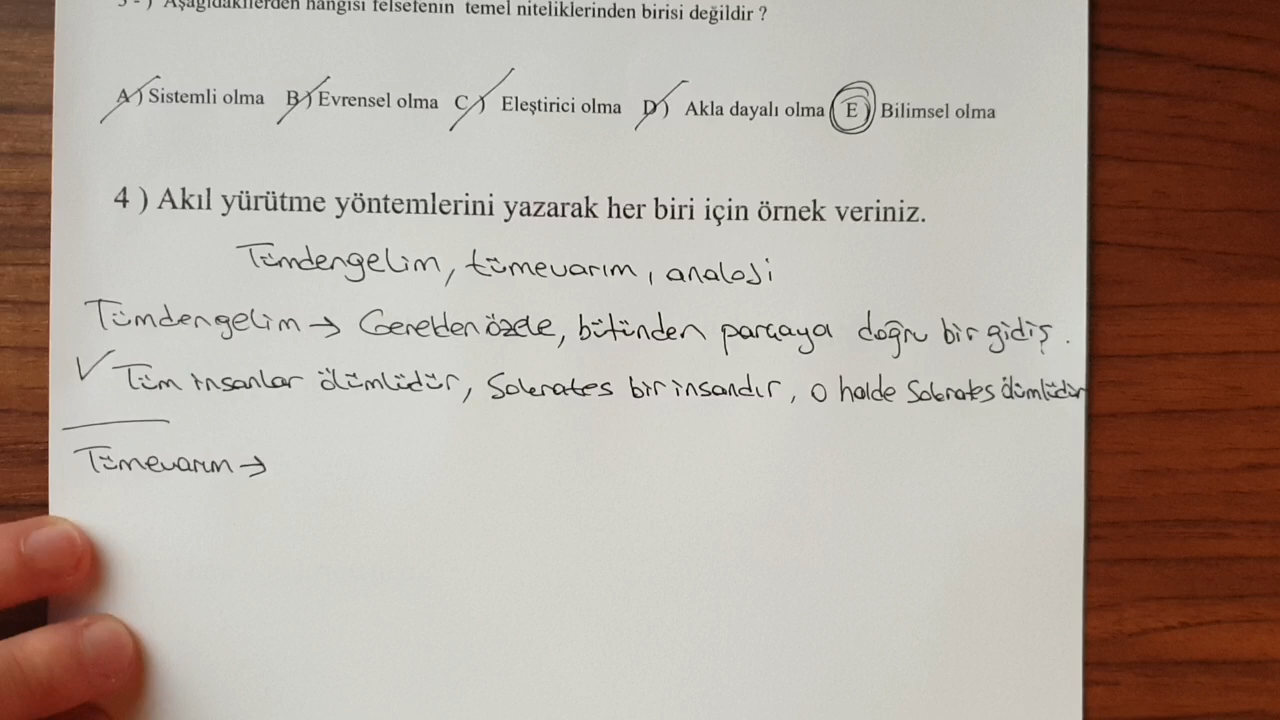 3 - ) Aşağıdakilerden hangisi felsefenin temel niteliklerinden birisi değildir ?
A ) Sistemli olma B ) Evrensel olma C ) Eleştirici olma D ) Akla dayalı olma E ) Bilimsel olma
4 ) Akıl yürütme yöntemlerini yazarak her biri için örnek veriniz.
Tümdengelim, tümevarım, analoji
Tümdengelim → Genelden özele, bütünden parçaya doğru bir gidiş.
✓ Tüm insanlar ölümlüdür, Sokrates bir insandır, o halde Sokrates ölümlüdür
Tümevarım →